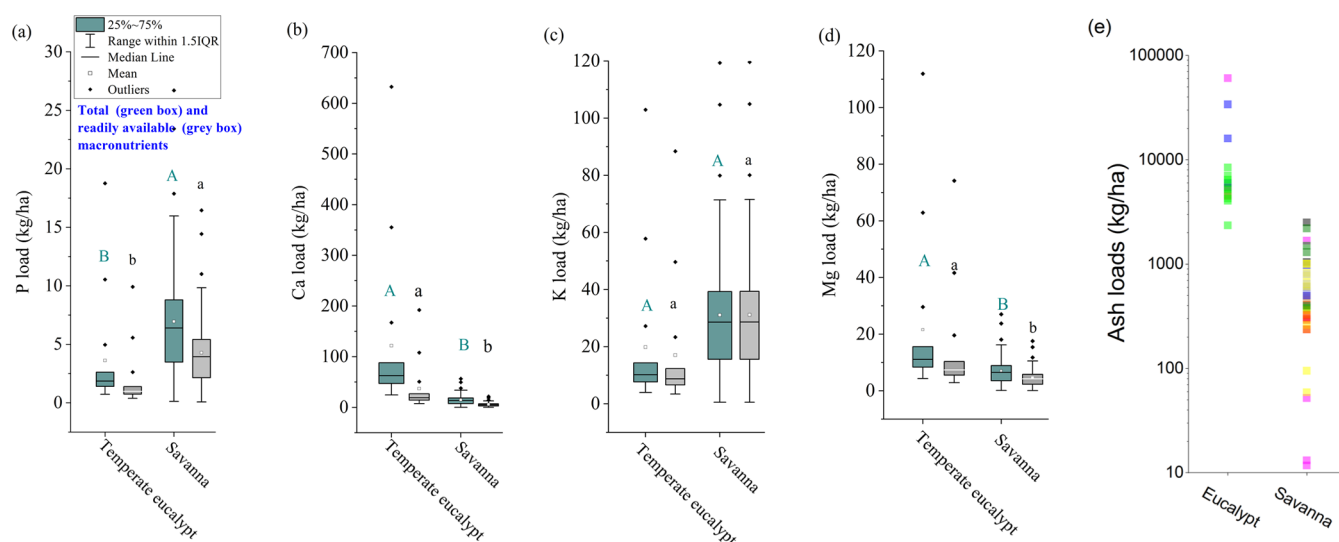 (a)
25%~75%
Range within 1.5IQR
Median Line
Mean
Outliers
Total (green box) and
readily available (grey box)
macronutrients
P load (kg/ha)
30
25
20
15
10
5
0
B
b
A
a
Temperate eucalypt
Savanna
(b)
Ca load (kg/ha)
700
600
500
400
300
200
100
0
A
a
B
b
Temperate eucalypt
Savanna
(c)
K load (kg/ha)
120
100
80
60
40
20
0
A
a
A
a
Temperate eucalypt
Savanna
(d)
Mg load (kg/ha)
120
100
80
60
40
20
0
A
a
B
b
Temperate eucalypt
Savanna
(e)
Ash loads (kg/ha)
100000
10000
1000
100
10
Eucalypt
Savanna